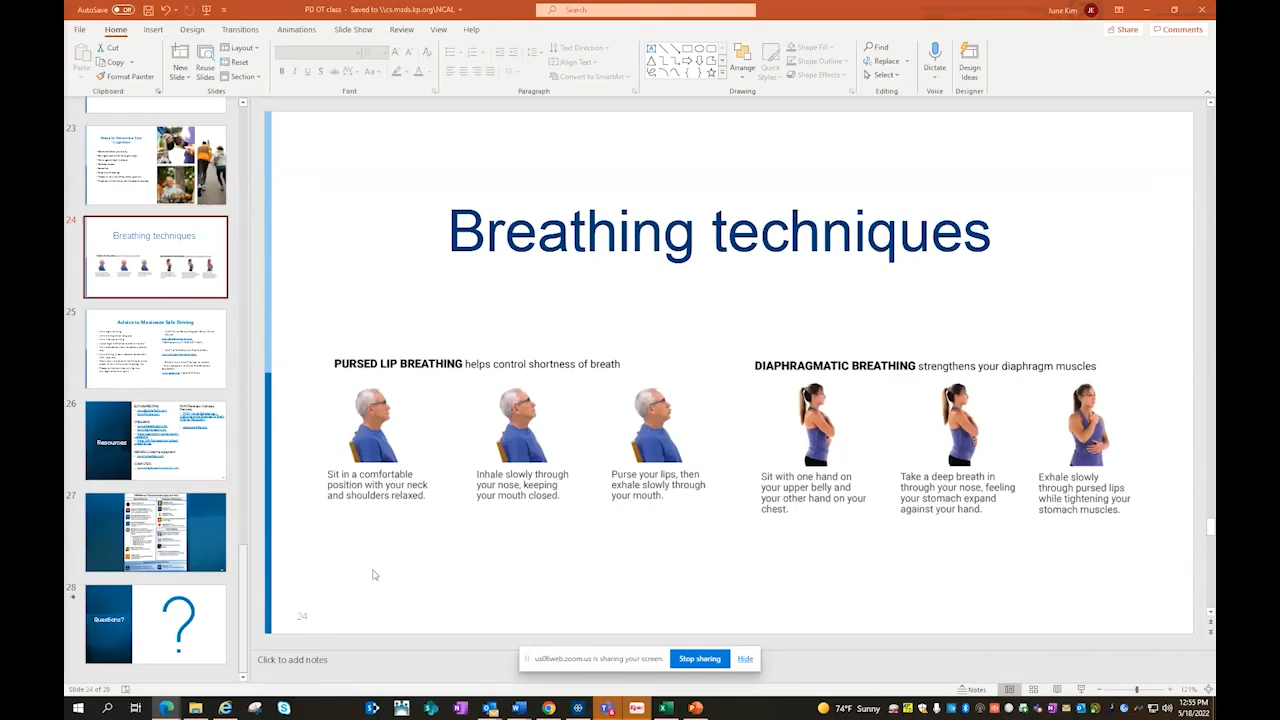 AutoSave Off
PD OT class - Saved to \\cs.msds.kp.org\NCAL
Search
June Kim JK
File Home Insert Design Transitions Animations Slide Show Review View Help
Share Comments
Paste
Cut
Copy
Format Painter
Clipboard
New Slides
Reuse Slides
Layout
Reset
Section
Slides
Font
Text Direction
Align Text
Convert to SmartArt
Paragraph
Arrange
Quick Styles
Shape Fill
Shape Outline
Shape Effects
Drawing
Find
Replace
Select
Editing
Dictate
Voice
Design Ideas
Designer
23
24
Breathing techniques
25
Advice to Maximize Safe Driving
26
Resources
27
28
Questions?
?
Breathing techniques
PURSED LIP BREATHING helps control shortness of breath
Sit in a comfortable
position with your neck
and shoulders relaxed.
Inhale slowly through
your nose, keeping
your mouth closed.
Purse your lips, then
exhale slowly through
your mouth.
DIAPHRAGMATIC BREATHING strengthens your diaphragm muscles
Sit with one hand on
your upper belly and
your other hand on your
chest.
Take a deep breath in
through your nose, feeling
your stomach expand
against your hand.
Exhale slowly
through pursed lips
while tightening your
stomach muscles.
24
Click to add notes
us06web.zoom.us is sharing your screen. Stop sharing Hide
Slide 24 of 28
Notes
121%
74°F Sunny
12:55 PM
5/18/2022